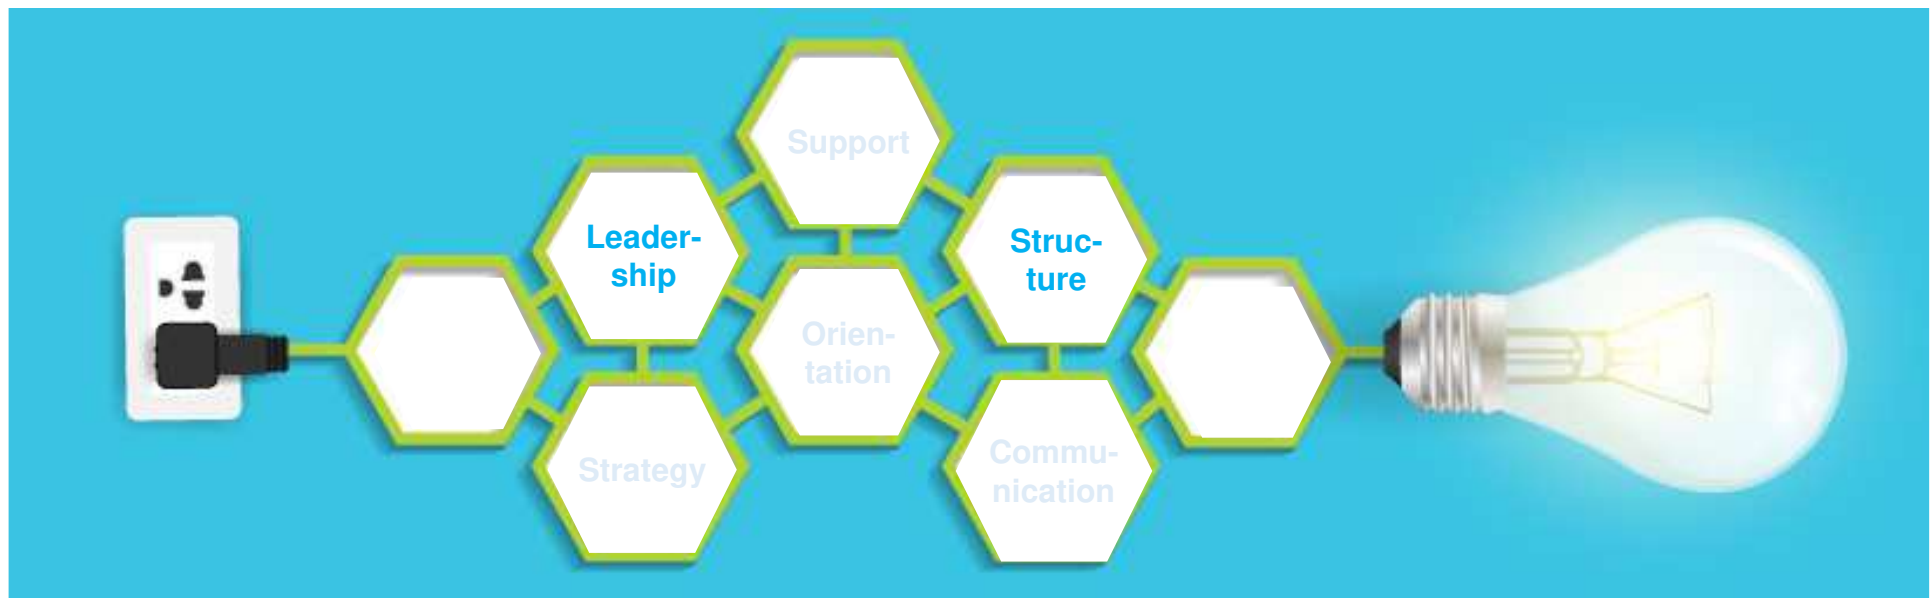 Support
Leader-
ship
Struc-
ture
Orien-
tation
Strategy
Commu-
nication